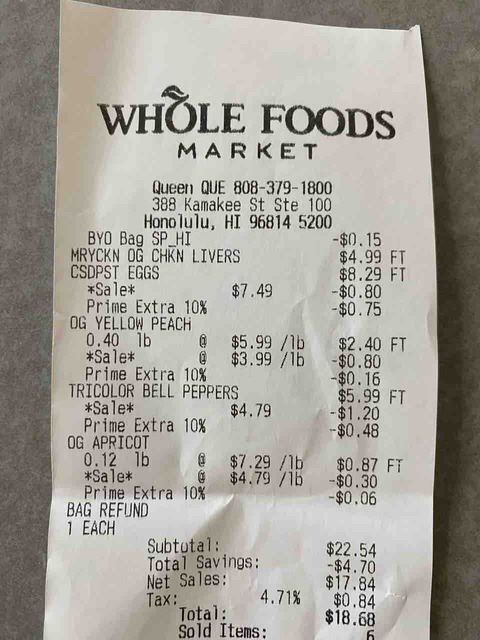 WHOLE FOODS
MARKET
Queen QUE 808-379-1800
388 Kamakee St Ste 100
Honolulu, HI 96814 5200
BYO Bag SP_HI -$0.15
MRYCKN OG CHKN LIVERS $4.99 FT
CSDPST EGGS $8.29 FT
*Sale* $7.49 -$0.80
Prime Extra 10% -$0.75
OG YELLOW PEACH
0.40 lb @ $5.99 /lb $2.40 FT
*Sale* @ $3.99 /lb -$0.80
Prime Extra 10% -$0.16
TRICOLOR BELL PEPPERS $5.99 FT
*Sale* $4.79 -$1.20
Prime Extra 10% -$0.48
OG APRICOT
0.12 lb @ $7.29 /lb $0.87 FT
*Sale* @ $4.79 /lb -$0.30
Prime Extra 10% -$0.06
BAG REFUND
1 EACH
Subtotal: $22.54
Total Savings: -$4.70
Net Sales: $17.84
Tax: 4.71% $0.84
Total: $18.68
Sold Items: 6